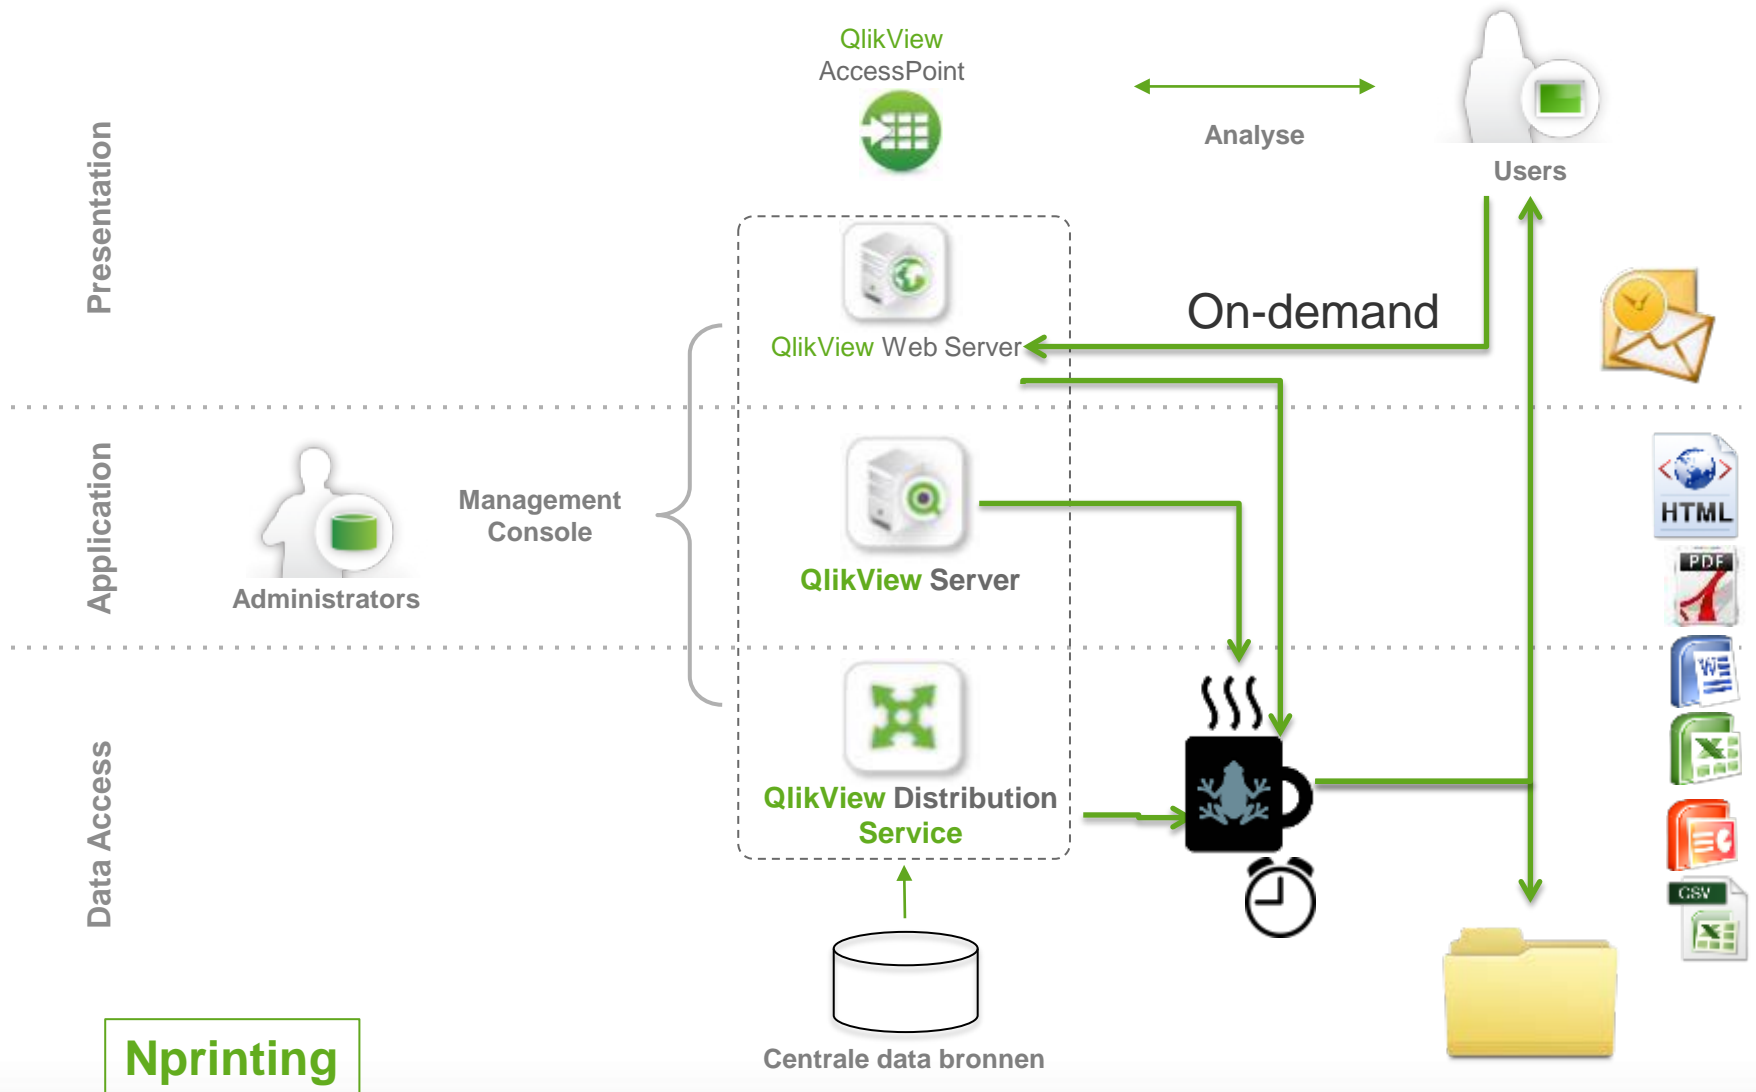 QlikView
AccessPoint
Analyse
Users
Presentation
On-demand
QlikView Web Server
Application
Management
Console
Administrators
QlikView Server
HTML
PDF
W
X
Data Access
QlikView Distribution
Service
CSV
X
Centrale data bronnen
Nprinting